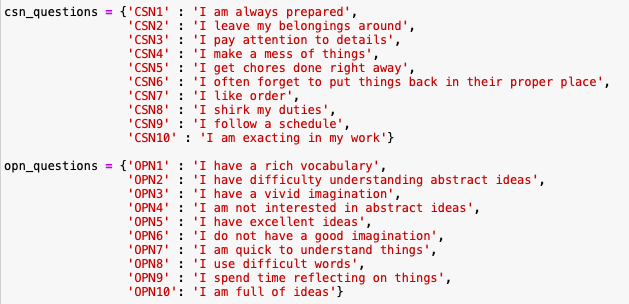 csn_questions = {'CSN1' : 'I am always prepared',
'CSN2' : 'I leave my belongings around',
'CSN3' : 'I pay attention to details',
'CSN4' : 'I make a mess of things',
'CSN5' : 'I get chores done right away',
'CSN6' : 'I often forget to put things back in their proper place',
'CSN7' : 'I like order',
'CSN8' : 'I shirk my duties',
'CSN9' : 'I follow a schedule',
'CSN10' : 'I am exacting in my work'}
opn_questions = {'OPN1' : 'I have a rich vocabulary',
'OPN2' : 'I have difficulty understanding abstract ideas',
'OPN3' : 'I have a vivid imagination',
'OPN4' : 'I am not interested in abstract ideas',
'OPN5' : 'I have excellent ideas',
'OPN6' : 'I do not have a good imagination',
'OPN7' : 'I am quick to understand things',
'OPN8' : 'I use difficult words',
'OPN9' : 'I spend time reflecting on things',
'OPN10': 'I am full of ideas'}